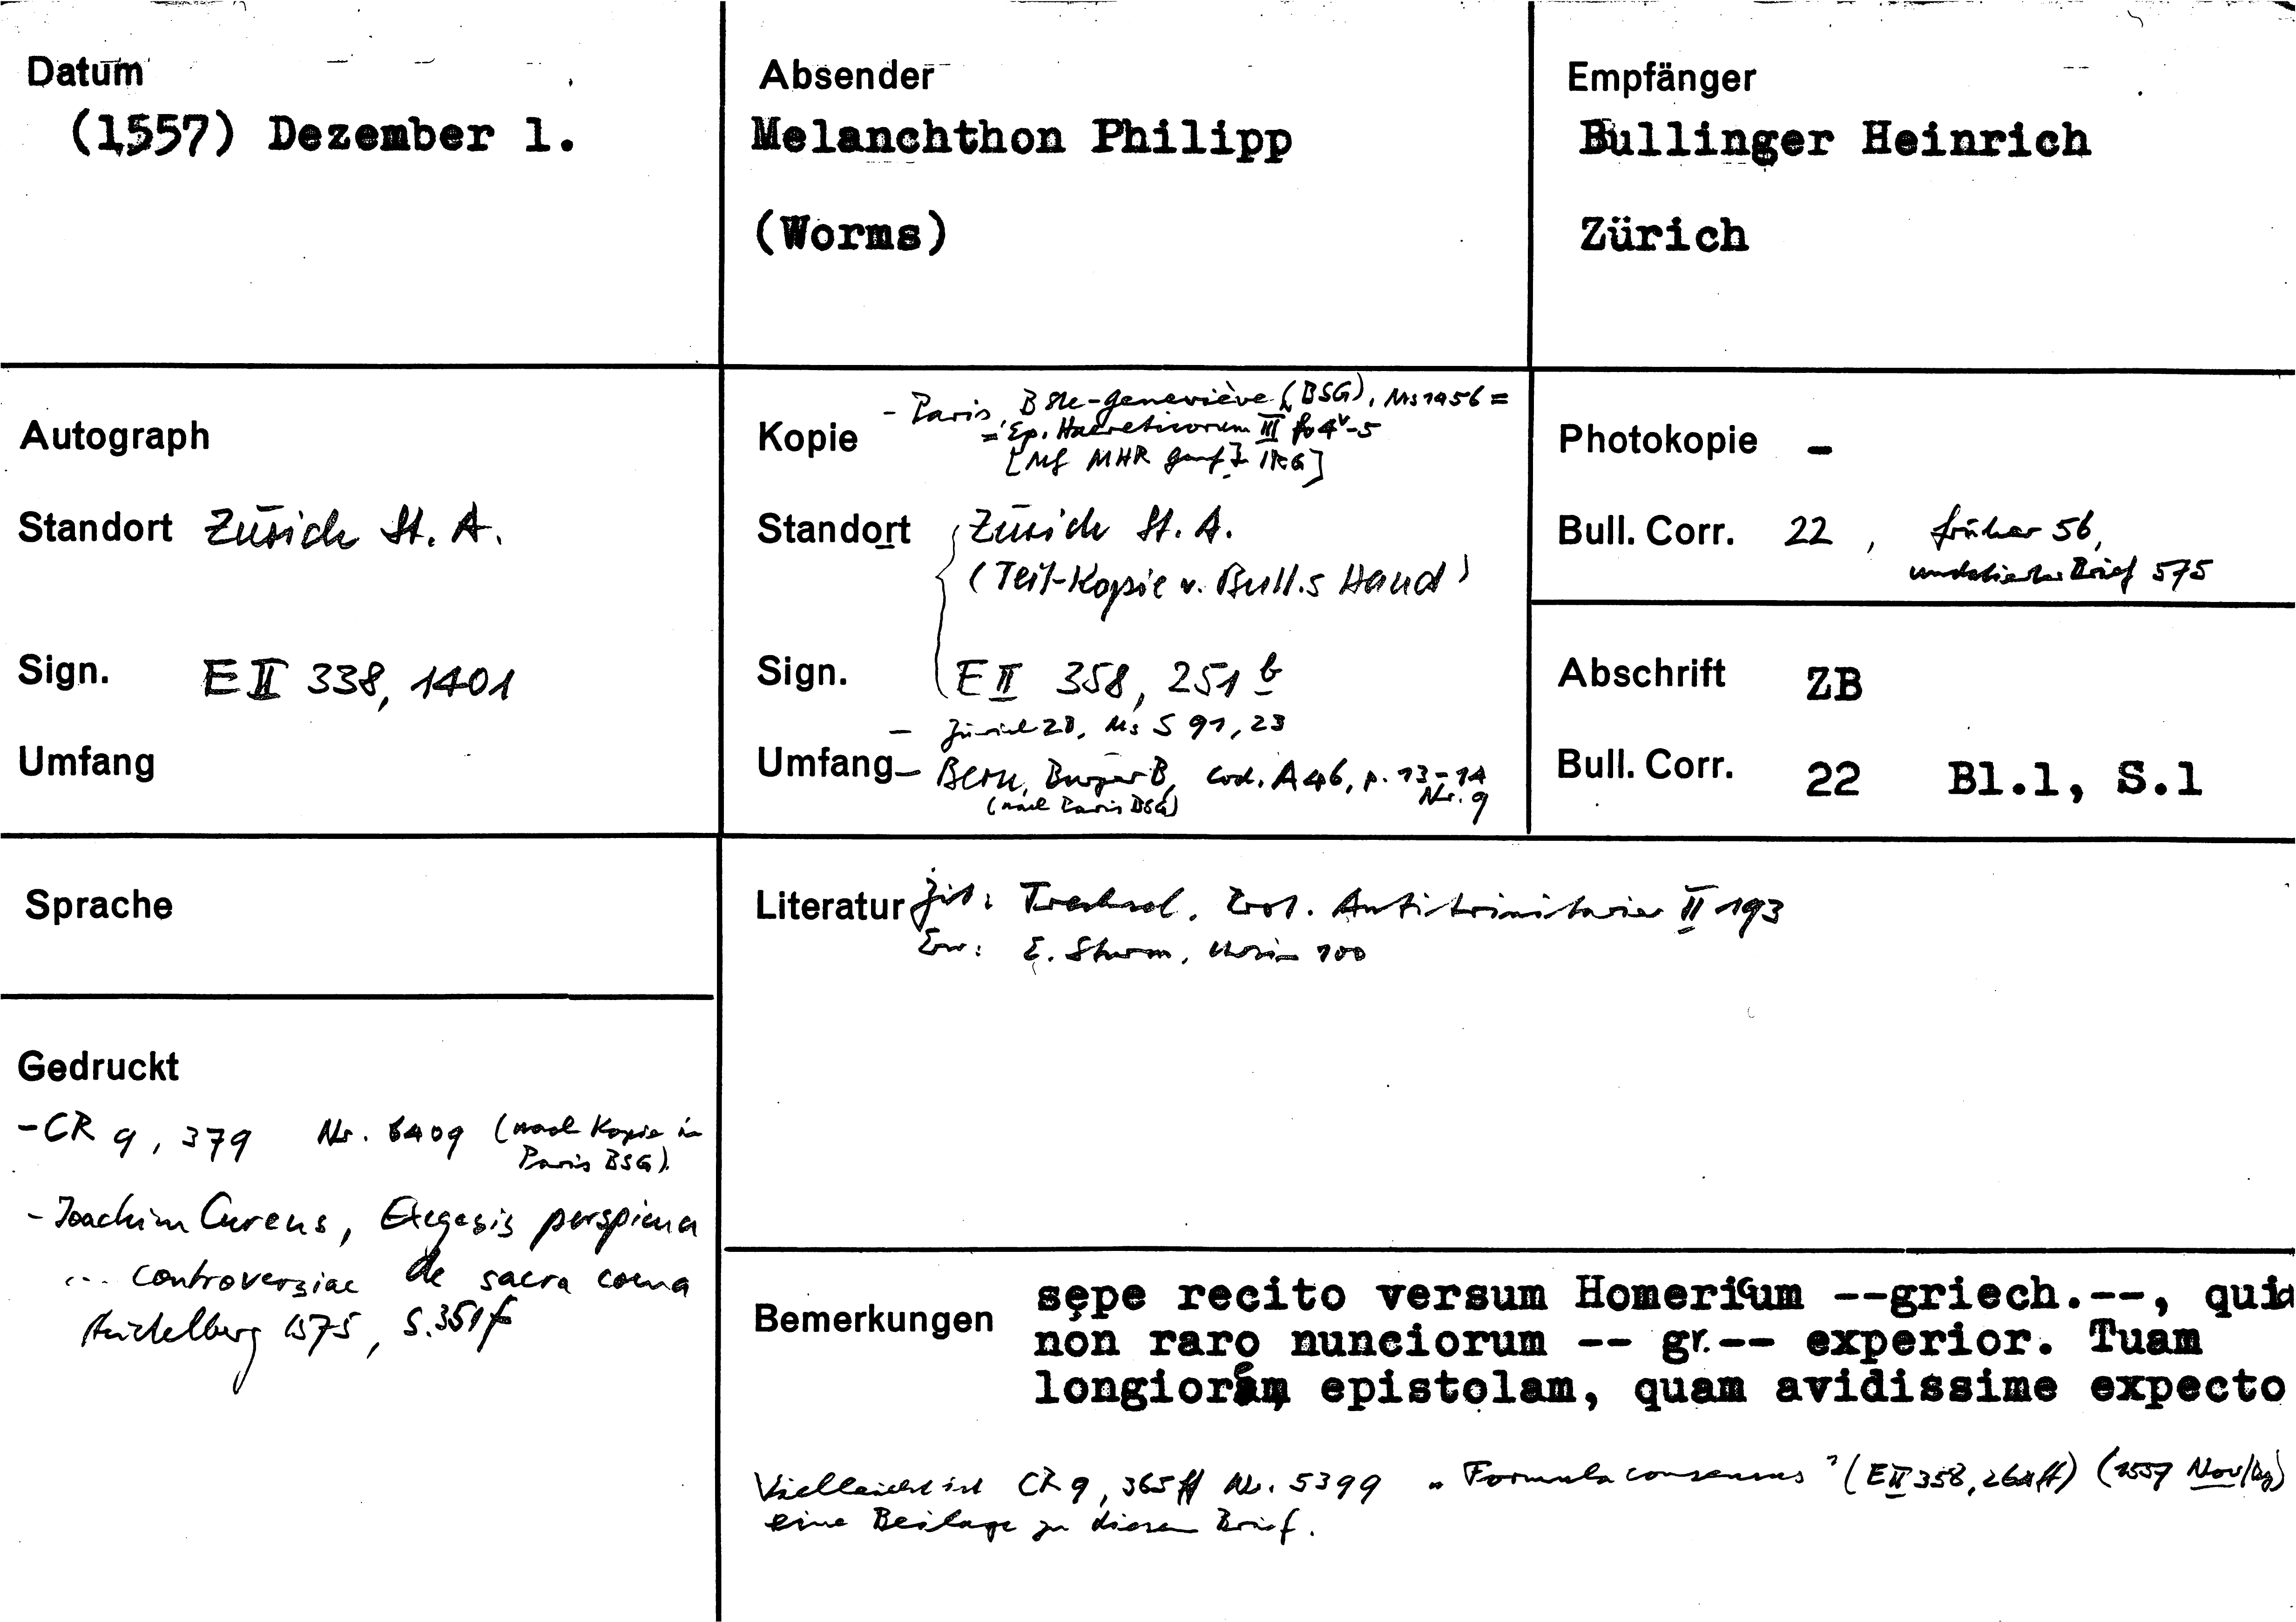 Datum
(1557) Dezember 1.
Absender
Melanchthon Philipp
(Worms)
Empfänger
Bullinger Heinrich
Zürich
Autograph
Standort Zürich St. A.
Sign. E II 338, 1401
Umfang
Kopie - Paris, B Ste-Geneviève (BSG), Ms 1456 =
= Ep. Haereticorum III fo 4v-5
[Mf MHR Genf I IRG]
Standort Zürich St. A.
(Teil-Kopie v. Bull.s Hand)
Sign. E II 358, 251 b
- Zürich ZB, Ms S 91, 23
Umfang - Bern, BurgerB, Cod. A 46, p. 13-14
(nach Paris BSG) Nr. 9
Photokopie -
Bull. Corr. 22, früher 56,
undatierter Brief 575
Abschrift ZB
Bull. Corr. 22 Bl.1, S.1
Sprache
Literatur Zit: Trechsel, Prot. Antitrinitarier II 193
Erw: E. Sturm, Ursin 100
Gedruckt
- CR 9, 379 Nr. 6409 (nach Kopie in
Paris BSG).
- Joachim Cureus, Exegesis perspicua
... controversiae de sacra coena
Heidelberg 1575, S. 351f
Bemerkungen sępe recito versum Homericum --griech.--, quia
non raro nunciorum -- gr.-- experior. Tuam
longiorem epistolam, quam avidissime expecto
Vielleicht ist CR 9, 365ff Nr. 5399 "Formula consensus" (E II 358, 264ff) (1557 Nov/Dez)
eine Beilage zu diesem Brief.